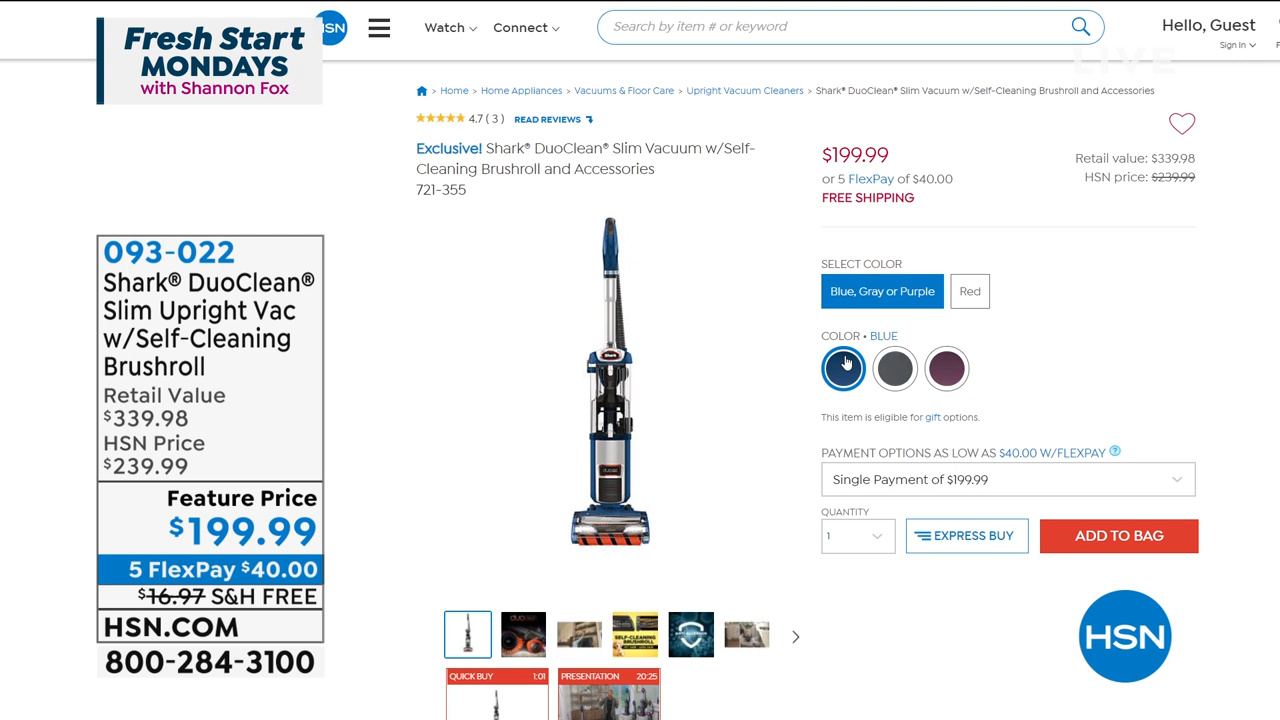 Fresh Start
MONDAYS
with Shannon Fox
HSN
Watch
Connect
Search by item # or keyword
Hello, Guest
Sign In
LIVE
> Home > Home Appliances > Vacuums & Floor Care > Upright Vacuum Cleaners > Shark® DuoClean® Slim Vacuum w/Self-Cleaning Brushroll and Accessories
4.7 ( 3 ) READ REVIEWS
Exclusive! Shark® DuoClean® Slim Vacuum w/Self-
Cleaning Brushroll and Accessories
721-355
$199.99
or 5 FlexPay of $40.00
FREE SHIPPING
Retail value: $339.98
HSN price: $239.99
SELECT COLOR
Blue, Gray or Purple
Red
COLOR • BLUE
This item is eligible for gift options.
PAYMENT OPTIONS AS LOW AS $40.00 W/FLEXPAY ?
Single Payment of $199.99
QUANTITY
1
EXPRESS BUY
ADD TO BAG
093-022
Shark® DuoClean®
Slim Upright Vac
w/Self-Cleaning
Brushroll
Retail Value
$339.98
HSN Price
$239.99
Feature Price
$199.99
5 FlexPay $40.00
$16.97 S&H FREE
HSN.COM
800-284-3100
Shark
SELF-CLEANING
BRUSHROLL
QUICK BUY 1:01
PRESENTATION 20:25
HSN